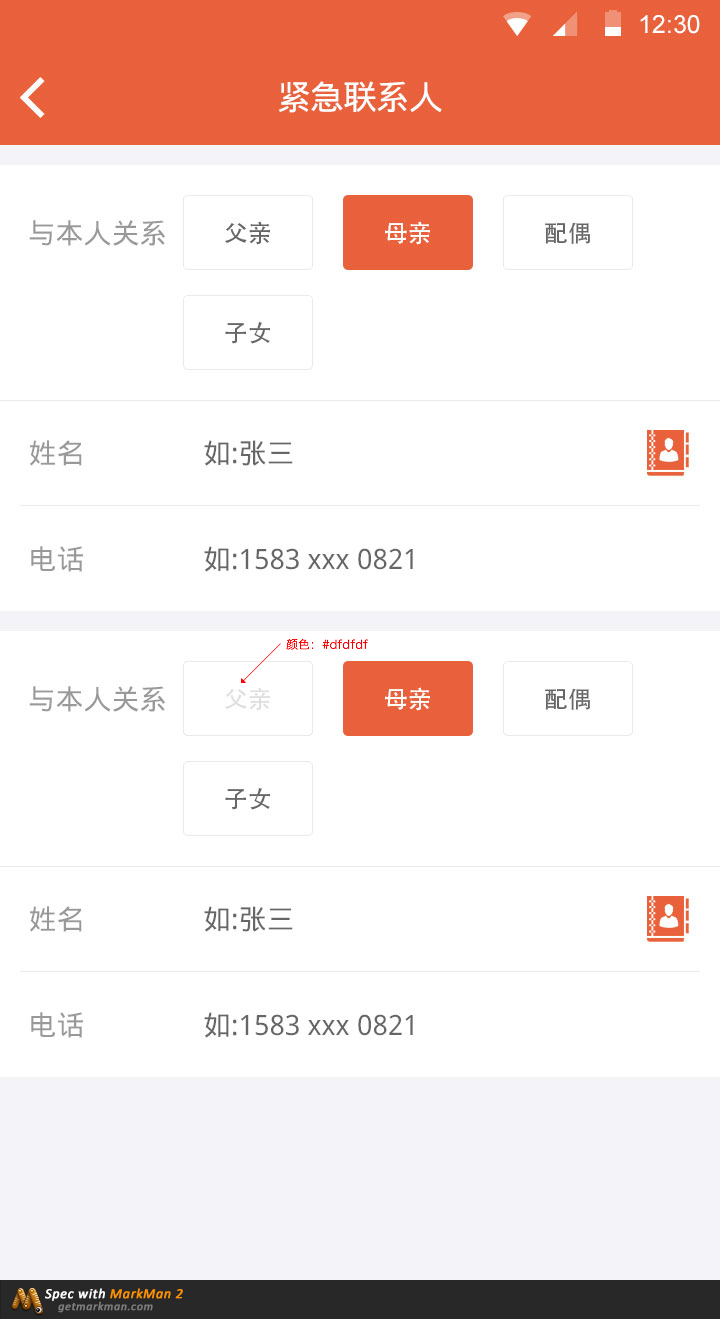 12:30
紧急联系人
与本人关系 父亲 母亲 配偶
子女
姓名 如:张三
电话 如:1583 xxx 0821
颜色: #dfdfdf
与本人关系 父亲 母亲 配偶
子女
姓名 如:张三
电话 如:1583 xxx 0821
Spec with MarkMan 2
getmarkman.com